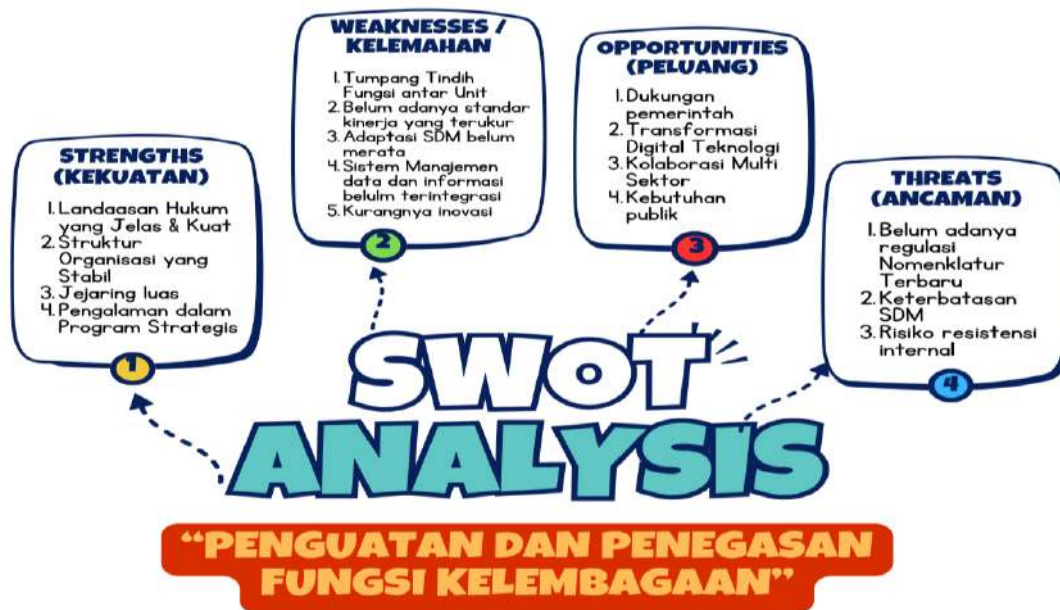 STRENGTHS
(KEKUATAN)
1. Landaasan Hukum
yang Jelas & Kuat
2. Struktur
Organisasi yang
Stabil
3. Jejaring luas
4. Pengalaman dalam
Program Strategis
1
WEAKNESSES /
KELEMAHAN
1. Tumpang Tindih
Fungsi antar Unit
2. Belum adanya standar
kinerja yang terukur
3. Adaptasi SDM belum
merata
4. Sistem Manajemen
data dan informasi
belulm terintegrasi
5. Kurangnya inovasi
2
OPPORTUNITIES
(PELUANG)
1. Dukungan
pemerintah
2. Transformasi
Digital Teknologi
3. Kolaborasi Multi
Sektor
4. Kebutuhan
publik
3
THREATS
(ANCAMAN)
1. Belum adanya
regulasi
Nomenklatur
Terbaru
2. Keterbatasan
SDM
3. Risiko resistensi
internal
4
SWOT
ANALYSIS
“PENGUATAN DAN PENEGASAN
FUNGSI KELEMBAGAAN”